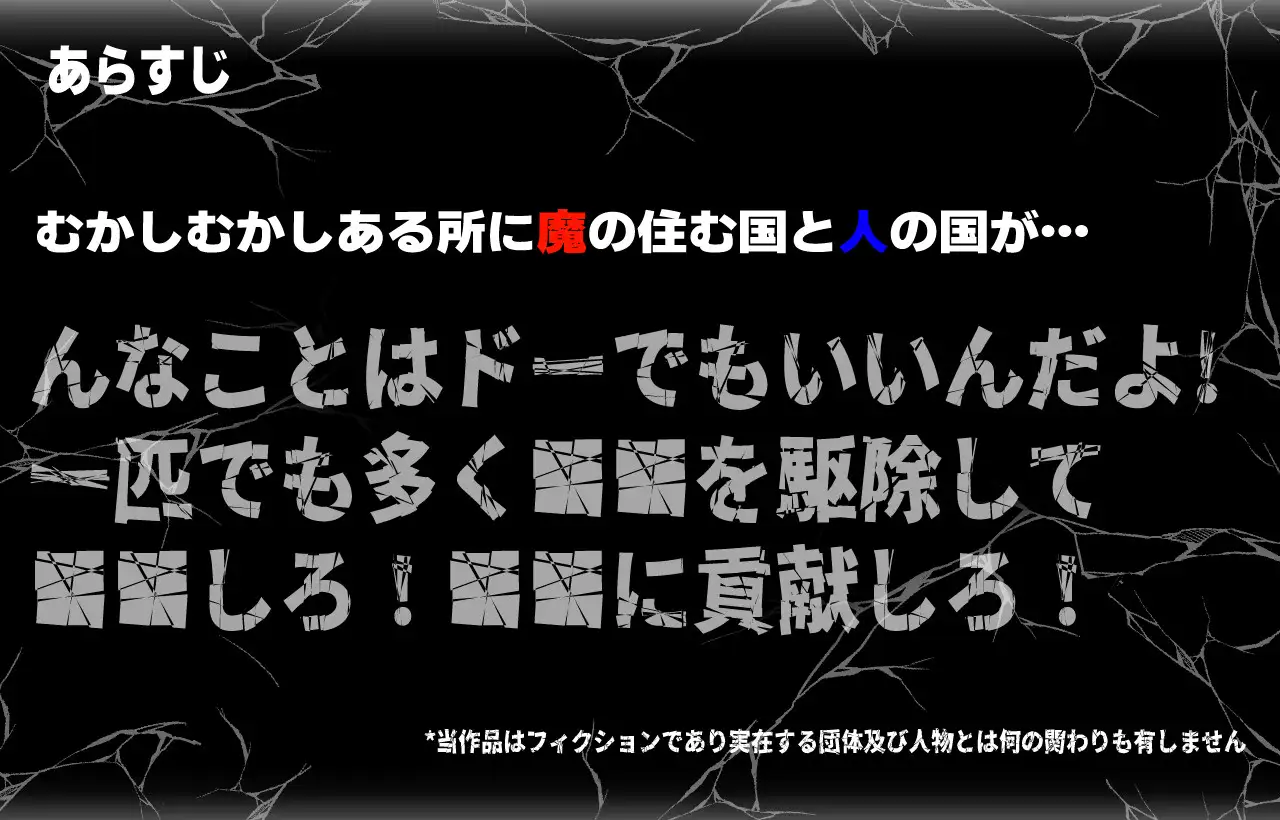 あらすじ
むかしむかしある所に魔の住む国と人の国が…
んなことはドーでもいいんだよ!
一匹でも多く■■を駆除して
■■しろ！■■に貢献しろ！
*当作品はフィクションであり実在する団体及び人物とは何の関わりも有しません